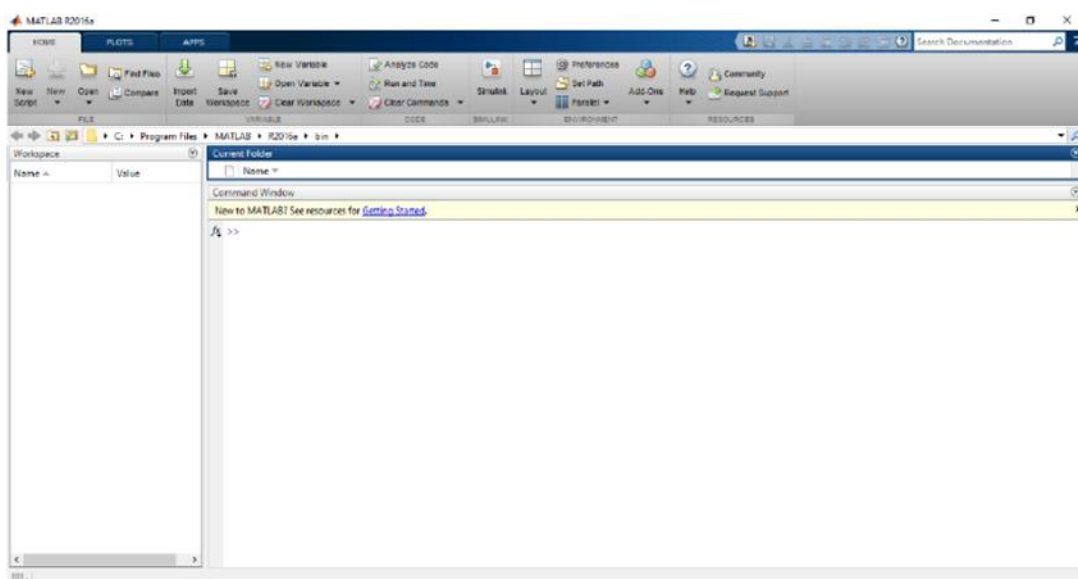 MATLAB R2016a
HOME PLOTS APPS
Search Documentation
New Script
New
Open
Find Files
Compare
Import Data
Save Workspace
New Variable
Open Variable
Clear Workspace
Analyze Code
Run and Time
Clear Commands
Simulink
Layout
Preferences
Set Path
Parallel
Add-Ons
Help
Community
Request Support
FILE VARIABLE CODE SIMULINK ENVIRONMENT RESOURCES
C: Program Files MATLAB R2016a bin
Workspace
Name Value
Current Folder
Name
Command Window
New to MATLAB? See resources for Getting Started.
fx >>